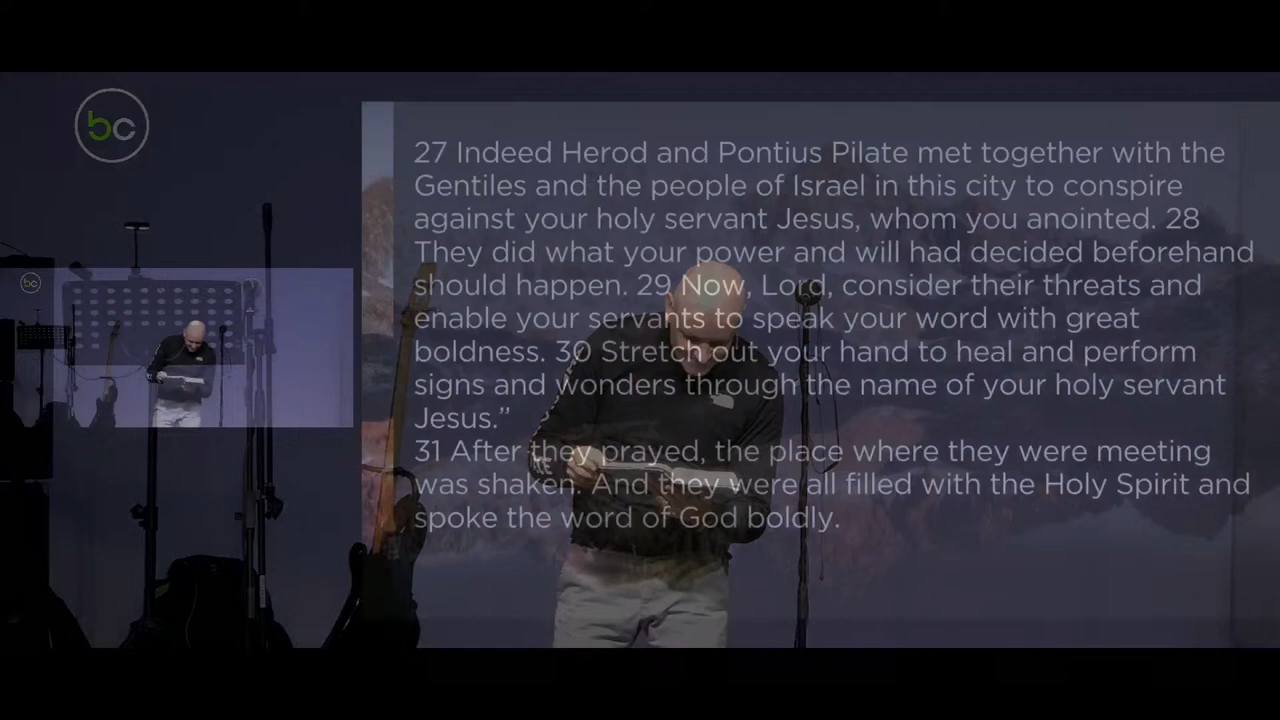 bc
27 Indeed Herod and Pontius Pilate met together with the
Gentiles and the people of Israel in this city to conspire
against your holy servant Jesus, whom you anointed. 28
They did what your power and will had decided beforehand
should happen. 29 Now, Lord, consider their threats and
enable your servants to speak your word with great
boldness. 30 Stretch out your hand to heal and perform
signs and wonders through the name of your holy servant
Jesus.”
31 After they prayed, the place where they were meeting
was shaken. And they were all filled with the Holy Spirit and
spoke the word of God boldly.
bc